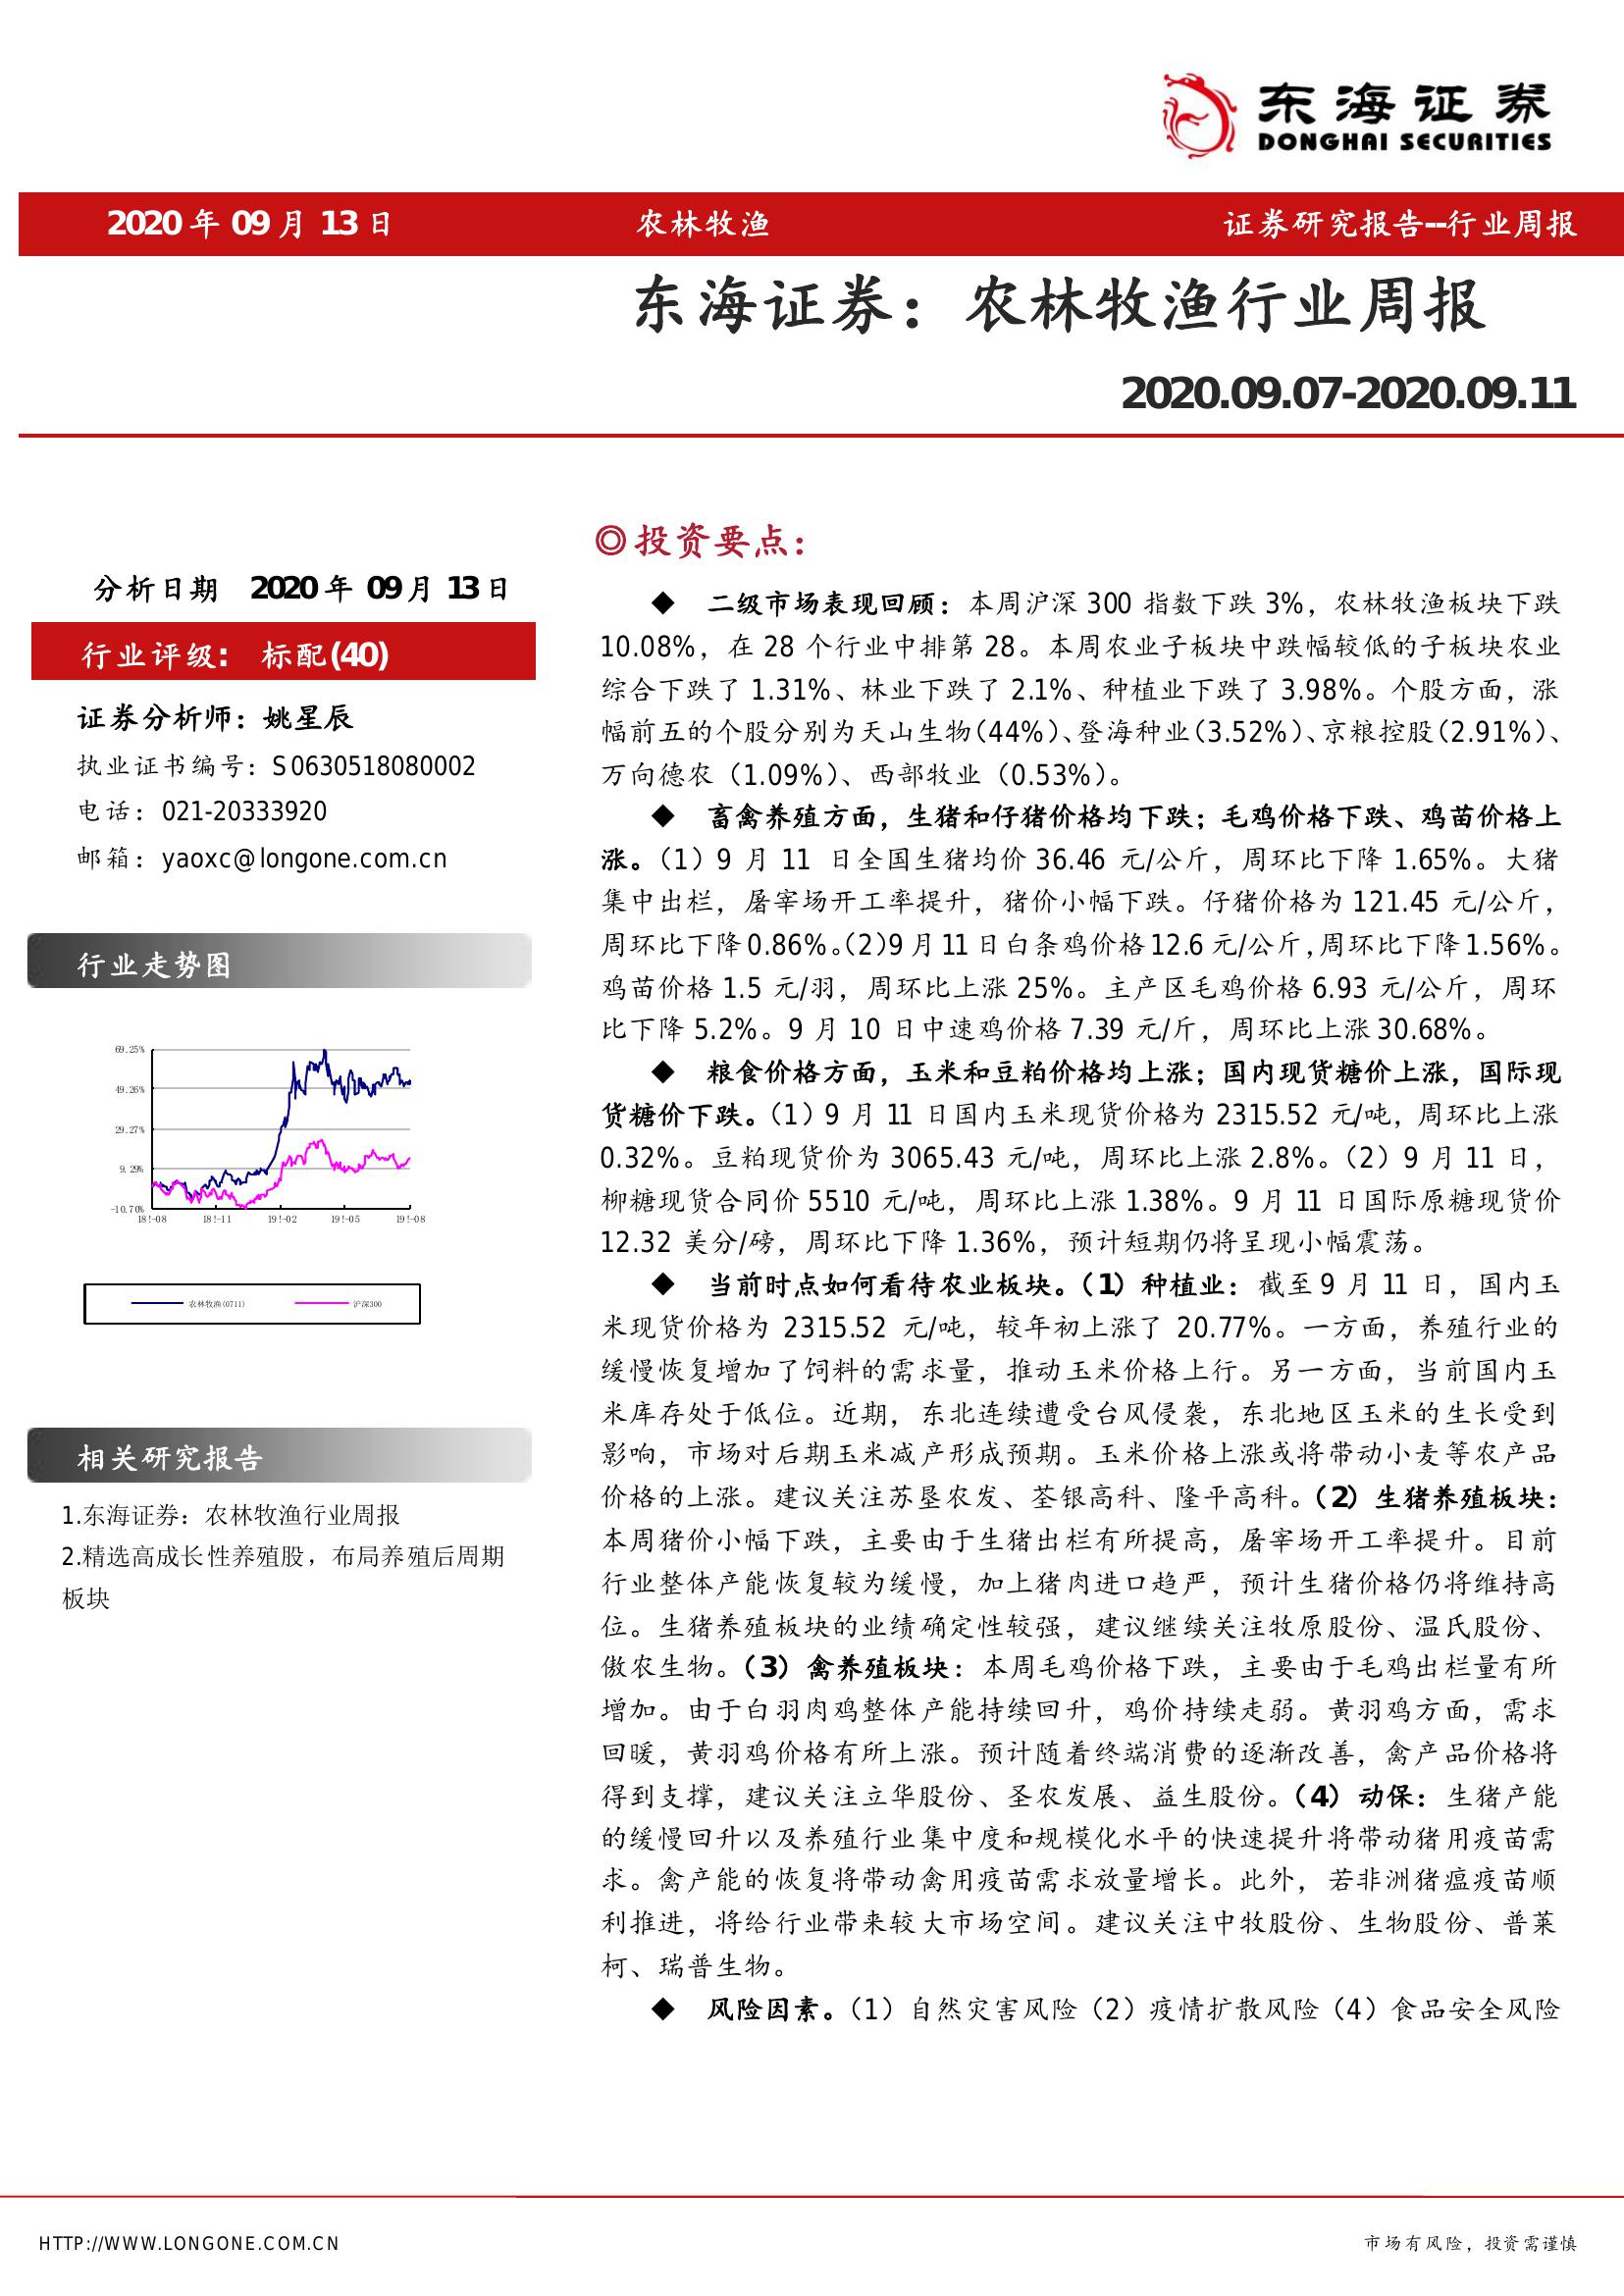 东海证券
DONGHAI SECURITIES
2020 年 09 月 13 日 农林牧渔 证券研究报告--行业周报
东海证券：农林牧渔行业周报
2020.09.07-2020.09.11
分析日期 2020 年 09 月 13 日
行业评级： 标配(40)
证券分析师：姚星辰
执业证书编号：S0630518080002
电话：021-20333920
邮箱：yaoxc@longone.com.cn
行业走势图
69.25%
49.26%
29.27%
9.29%
-10.70%
18!-08 18!-11 19!-02 19!-05 19!-08
农林牧渔(0711) 沪深300
相关研究报告
1.东海证券：农林牧渔行业周报
2.精选高成长性养殖股，布局养殖后周期
板块
◎投资要点：
◆ 二级市场表现回顾：本周沪深 300 指数下跌 3%，农林牧渔板块下跌
10.08%，在 28 个行业中排第 28。本周农业子板块中跌幅较低的子板块农业
综合下跌了 1.31%、林业下跌了 2.1%、种植业下跌了 3.98%。个股方面，涨
幅前五的个股分别为天山生物（44%）、登海种业（3.52%）、京粮控股（2.91%）、
万向德农（1.09%）、西部牧业（0.53%）。
◆ 畜禽养殖方面，生猪和仔猪价格均下跌；毛鸡价格下跌、鸡苗价格上
涨。（1）9 月 11 日全国生猪均价 36.46 元/公斤，周环比下降 1.65%。大猪
集中出栏，屠宰场开工率提升，猪价小幅下跌。仔猪价格为 121.45 元/公斤，
周环比下降 0.86%。（2）9 月 11 日白条鸡价格 12.6 元/公斤，周环比下降 1.56%。
鸡苗价格 1.5 元/羽，周环比上涨 25%。主产区毛鸡价格 6.93 元/公斤，周环
比下降 5.2%。9 月 10 日中速鸡价格 7.39 元/斤，周环比上涨 30.68%。
◆ 粮食价格方面，玉米和豆粕价格均上涨；国内现货糖价上涨，国际现
货糖价下跌。（1）9 月 11 日国内玉米现货价格为 2315.52 元/吨，周环比上涨
0.32%。豆粕现货价为 3065.43 元/吨，周环比上涨 2.8%。（2）9 月 11 日，
柳糖现货合同价 5510 元/吨，周环比上涨 1.38%。9 月 11 日国际原糖现货价
12.32 美分/磅，周环比下降 1.36%，预计短期仍将呈现小幅震荡。
◆ 当前时点如何看待农业板块。（1）种植业：截至 9 月 11 日，国内玉
米现货价格为 2315.52 元/吨，较年初上涨了 20.77%。一方面，养殖行业的
缓慢恢复增加了饲料的需求量，推动玉米价格上行。另一方面，当前国内玉
米库存处于低位。近期，东北连续遭受台风侵袭，东北地区玉米的生长受到
影响，市场对后期玉米减产形成预期。玉米价格上涨或将带动小麦等农产品
价格的上涨。建议关注苏垦农发、荃银高科、隆平高科。（2）生猪养殖板块：
本周猪价小幅下跌，主要由于生猪出栏有所提高，屠宰场开工率提升。目前
行业整体产能恢复较为缓慢，加上猪肉进口趋严，预计生猪价格仍将维持高
位。生猪养殖板块的业绩确定性较强，建议继续关注牧原股份、温氏股份、
傲农生物。（3）禽养殖板块：本周毛鸡价格下跌，主要由于毛鸡出栏量有所
增加。由于白羽肉鸡整体产能持续回升，鸡价持续走弱。黄羽鸡方面，需求
回暖，黄羽鸡价格有所上涨。预计随着终端消费的逐渐改善，禽产品价格将
得到支撑，建议关注立华股份、圣农发展、益生股份。（4）动保：生猪产能
的缓慢回升以及养殖行业集中度和规模化水平的快速提升将带动猪用疫苗需
求。禽产能的恢复将带动禽用疫苗需求放量增长。此外，若非洲猪瘟疫苗顺
利推进，将给行业带来较大市场空间。建议关注中牧股份、生物股份、普莱
柯、瑞普生物。
◆ 风险因素。（1）自然灾害风险（2）疫情扩散风险（4）食品安全风险
HTTP://WWW.LONGONE.COM.CN 市场有风险，投资需谨慎